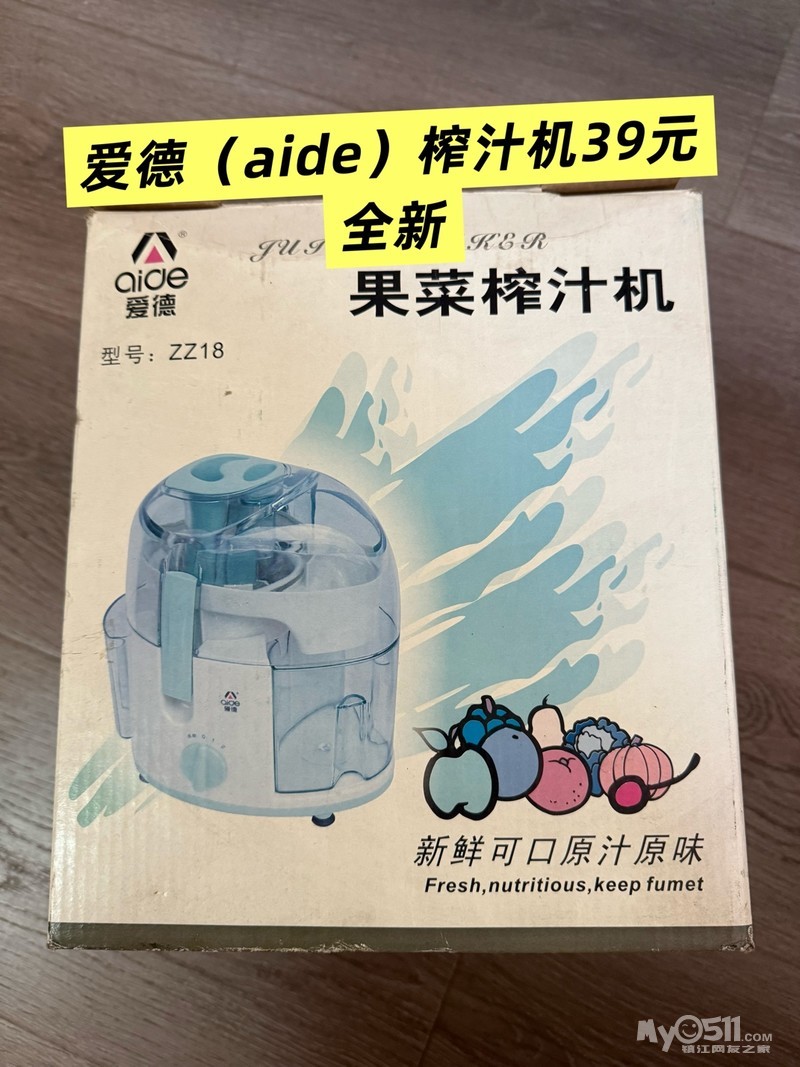 爱德（aide）榨汁机39元
全新
JUI KER
aide
爱德
果菜榨汁机
型号：ZZ18
aide
新鲜可口原汁原味
Fresh,nutritious,keep fumet
My0511.COM
镇江网友之家